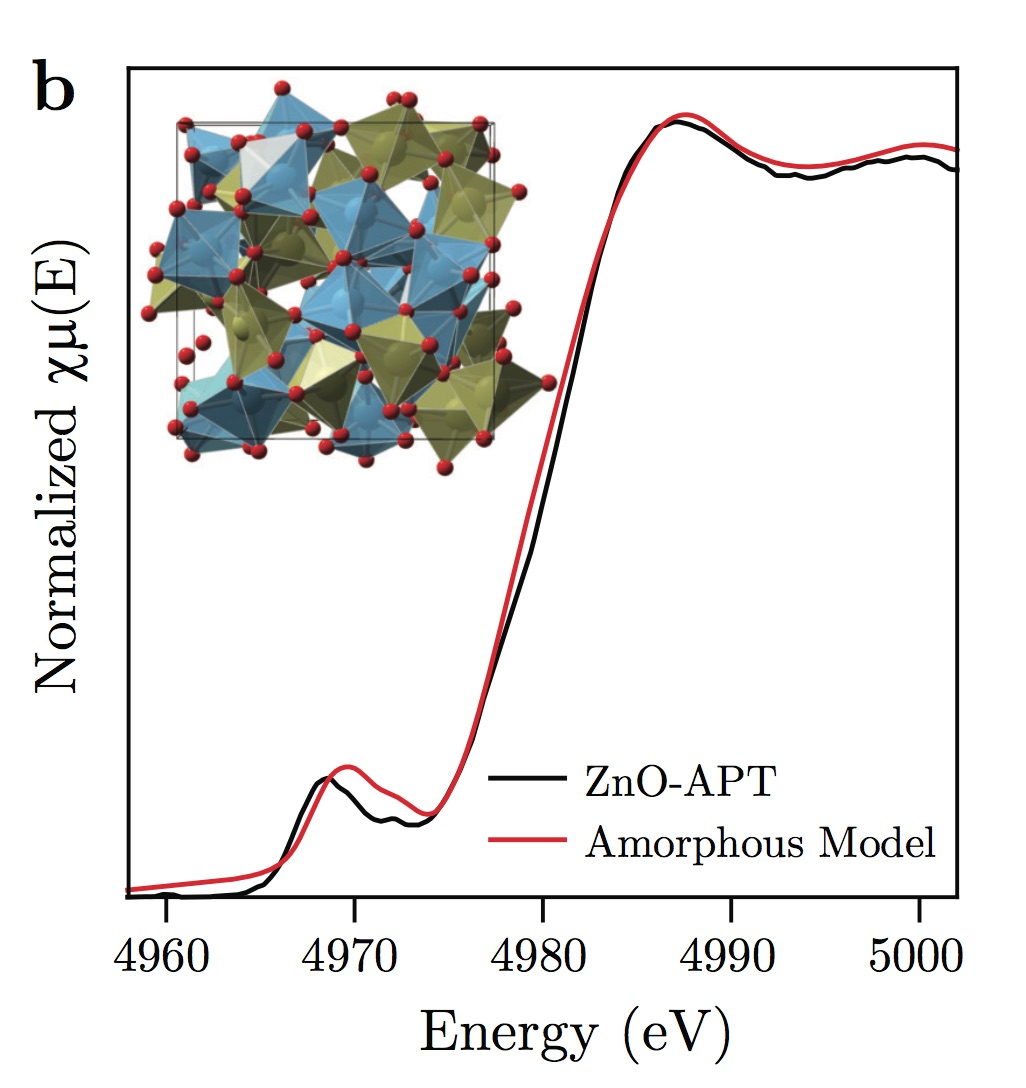 b
Normalized χμ(E)
ZnO-APT
Amorphous Model
4960 4970 4980 4990 5000
Energy (eV)